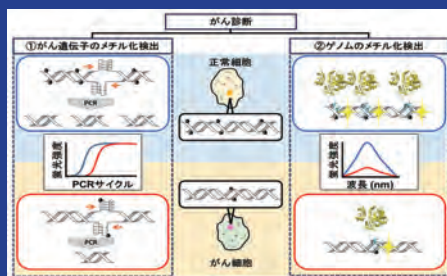 がん診断
①がん遺伝子のメチル化検出
②ゲノムのメチル化検出
正常細胞
PCR
蛍光強度
PCRサイクル
蛍光強度
波長 (nm)
PCR
がん細胞